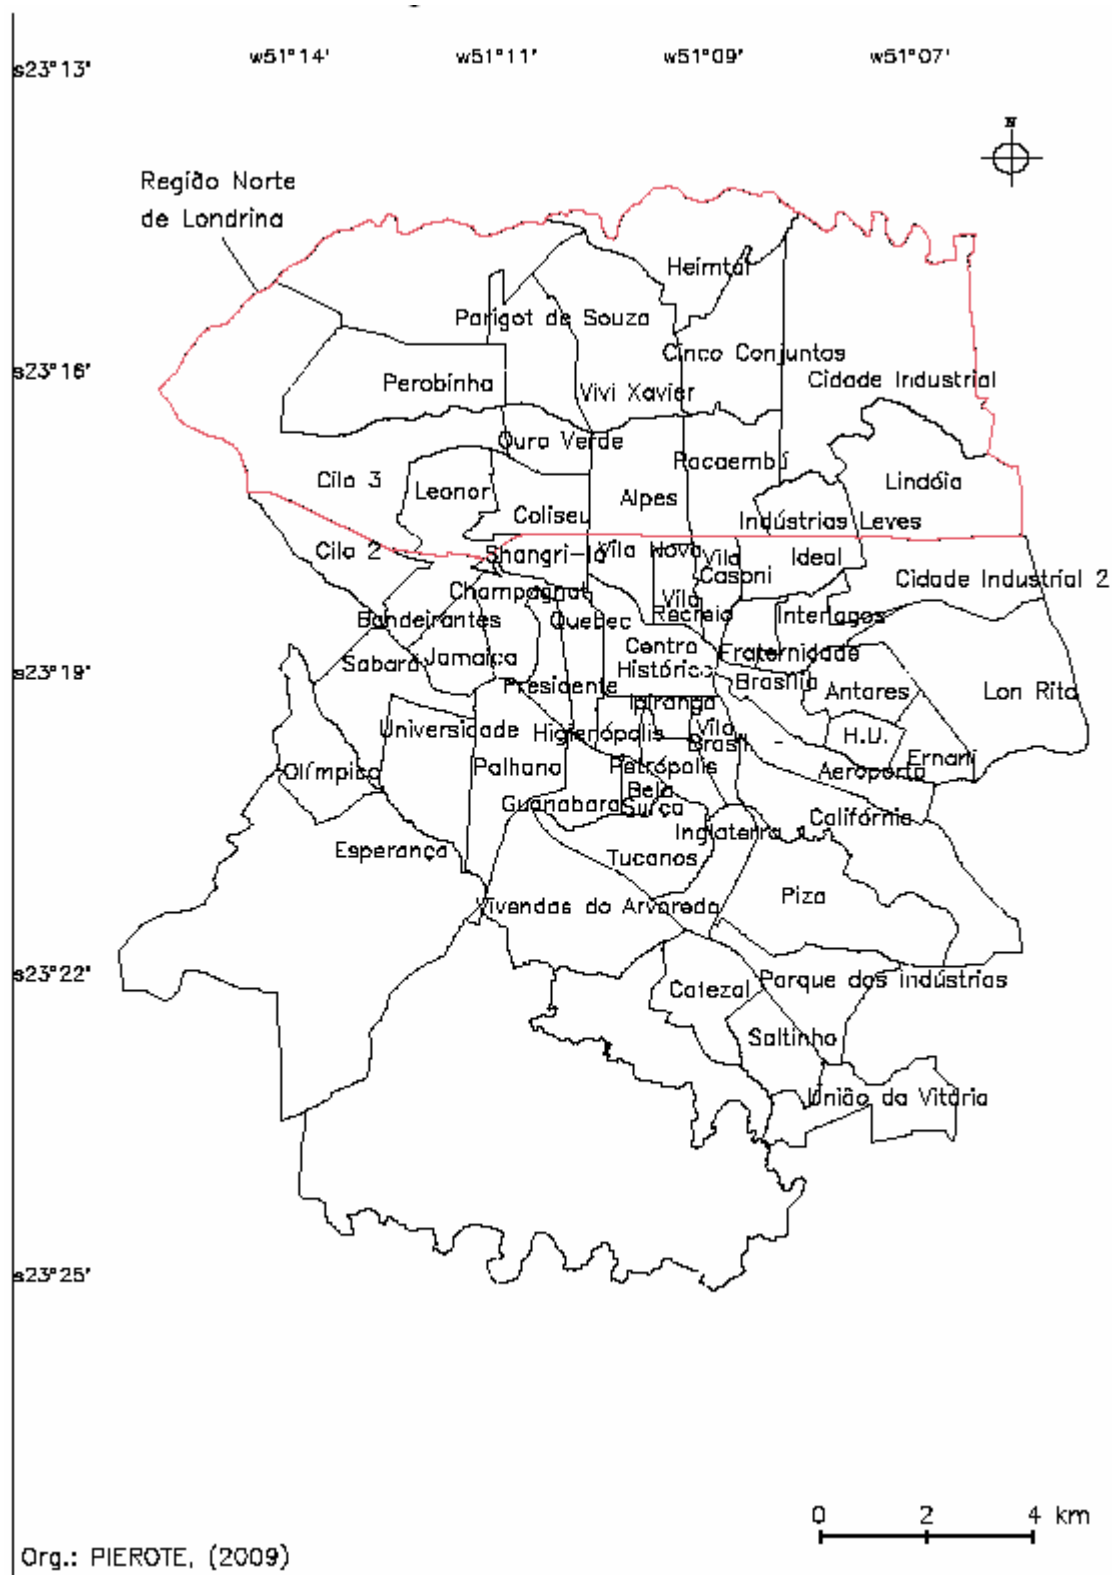 w51°14' w51°11' w51°09' w51°07'
s23°13'
N
Região Norte
de Londrina
Heimtal
Parigot de Souza
Cinco Conjuntos
s23°16'
Perobinha
Vivi Xavier
Cidade Industrial
Ouro Verde
Pacaembú
Cilo 3
Leonor
Alpes
Lindóia
Coliseu
Indústrias Leves
Cilo 2
Shangri-lá
Vila Nova
Vila
Casoni
Ideal
Cidade Industrial 2
Champagnat
Vila
Recreio
Bandeirantes
Quebec
Interlagos
Centro
Histórico
Fraternidade
s23°19'
Sabará
Jamaica
Presidente
Brasília
Antares
Lon Rita
Ipiranga
Universidade
Higienópolis
Vila
Brasil
H.U.
Ernani
Olímpico
Palhano
Petrópolis
Aeroporto
Bela
Suíça
Guanabara
Califórnia
Inglaterra
Esperança
Tucanos
Piza
Vivendas do Arvoredo
s23°22'
Cafezal
Parque das Indústrias
Saltinho
União da Vitória
s23°25'
0 2 4 km
Org.: PIEROTE, (2009)